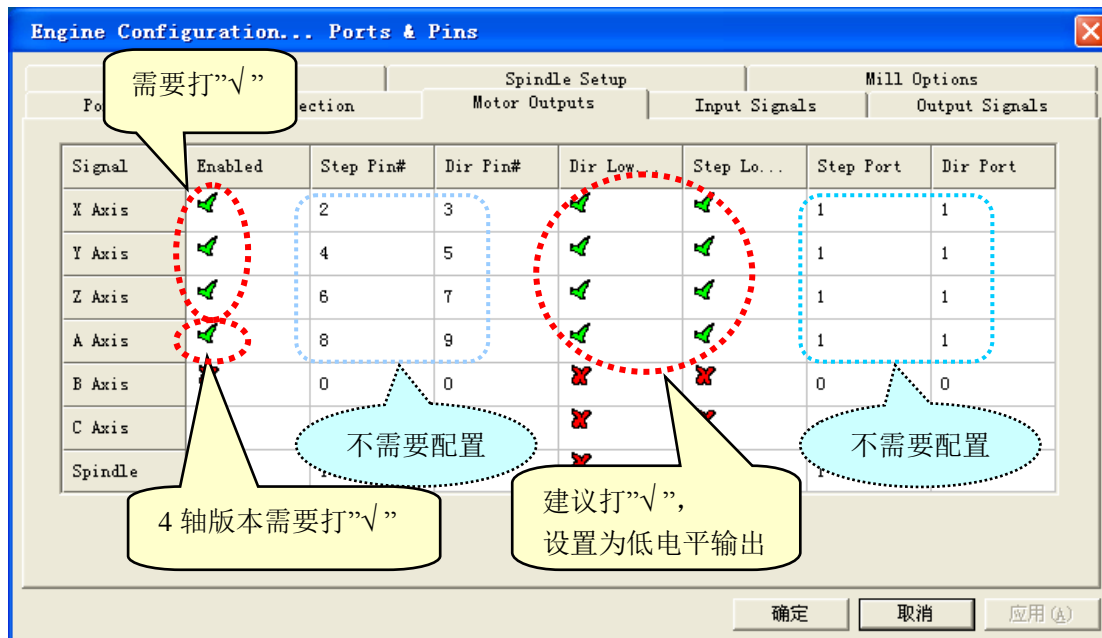 Engine Configuration... Ports & Pins
需要打”√ ”
Spindle Setup
Mill Options
Po
ection
Motor Outputs
Input Signals
Output Signals
Signal Enabled Step Pin# Dir Pin# Dir Low... Step Lo... Step Port Dir Port
X Axis 2 3 1 1
Y Axis 4 5 1 1
Z Axis 6 7 1 1
A Axis 8 9 1 1
B Axis 0 0 0 0
C Axis
不需要配置
不需要配置
Spindle
4 轴版本需要打”√ ”
建议打”√ ”,
设置为低电平输出
确定
取消
应用(A)